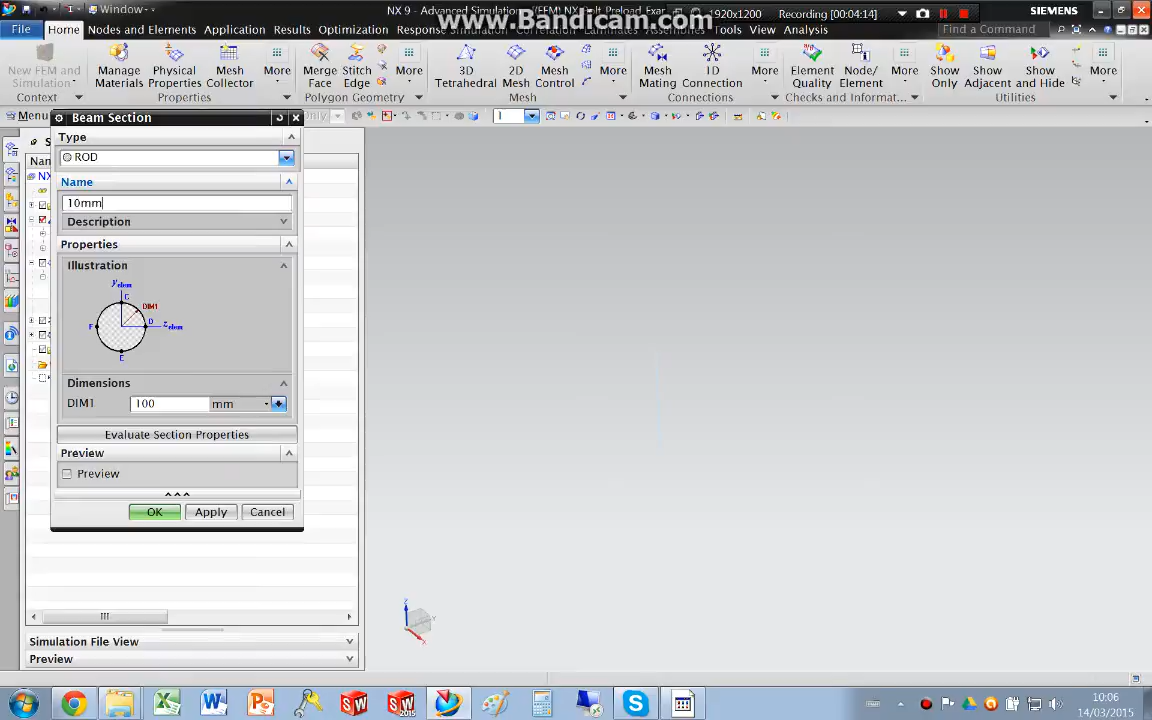 NX 9 - Advanced Simulation
www.Bandicam.com
1920x1200
Recording [00:04:14]
Window
File
Home
Nodes and Elements
Application
Results
Optimization
Response Simulation
Tools
View
Analysis
Find a Command
SIEMENS
New FEM and Simulation
Manage Materials
Physical Properties
Mesh Collector
More
Merge Face
Stitch Edge
More
3D Tetrahedral
2D Mesh
Mesh Control
More
Mesh Mating
1D Connection
More
Element Quality
Node/ Element
More
Show Only
Show Adjacent
Show and Hide
More
Context
Properties
Polygon Geometry
Mesh
Connections
Checks and Informat...
Utilities
Menu
Only
1
Beam Section
Type
ROD
Name
10mm
Description
Properties
Illustration
C
DIM1
D
F
E
Dimensions
DIM1
100
mm
Evaluate Section Properties
Preview
Preview
OK
Apply
Cancel
Simulation File View
Preview
10:06
14/03/2015